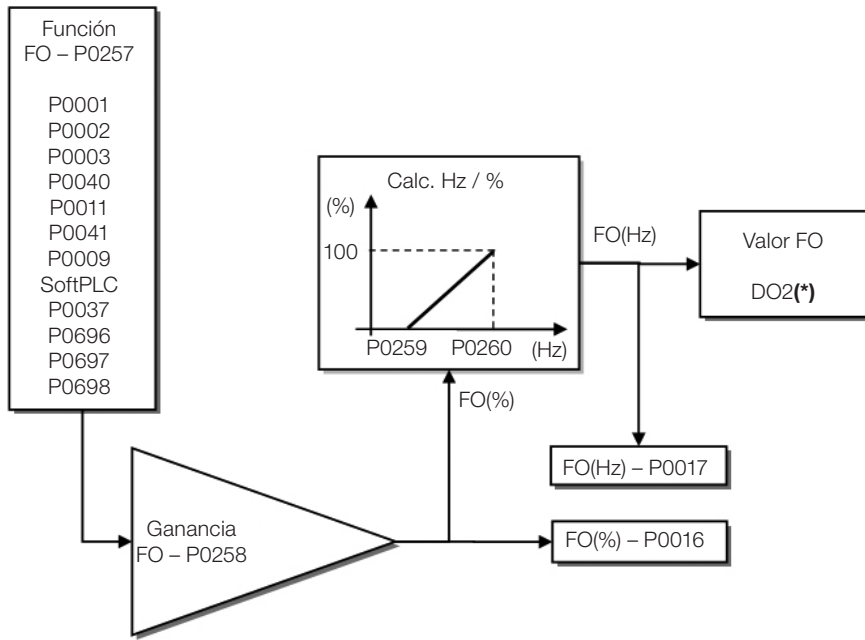 Función
FO – P0257
P0001
P0002
P0003
P0040
P0011
P0041
P0009
SoftPLC
P0037
P0696
P0697
P0698
Calc. Hz / %
(%)
100
P0259
P0260
(Hz)
FO(Hz)
Valor FO
DO2(*)
FO(%)
FO(Hz) – P0017
Ganancia
FO – P0258
FO(%) – P0016